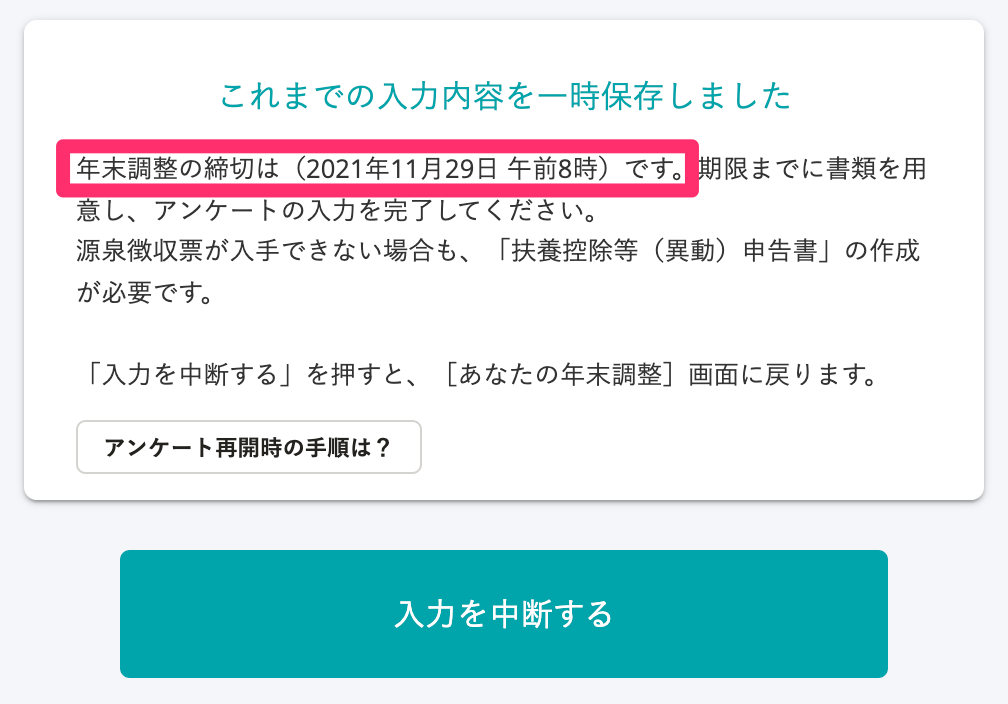 これまでの入力内容を一時保存しました
年末調整の締切は（2021年11月29日 午前8時）です。期限までに書類を用
意し、アンケートの入力を完了してください。
源泉徴収票が入手できない場合も、「扶養控除等（異動）申告書」の作成
が必要です。
「入力を中断する」を押すと、［あなたの年末調整］画面に戻ります。
アンケート再開時の手順は？
入力を中断する